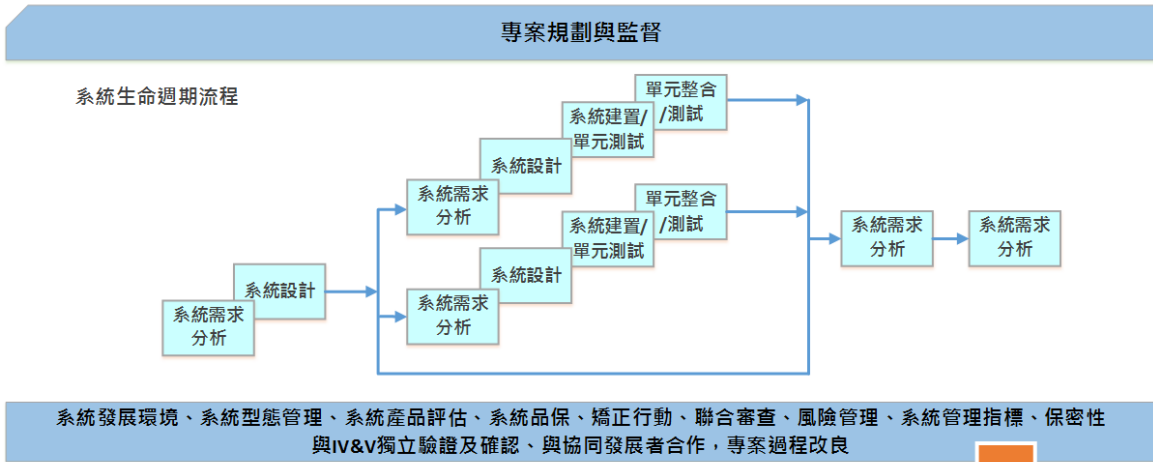 專案規劃與監督
系統生命週期流程
單元整合
/測試
系統建置/
單元測試
系統設計
系統需求
分析
單元整合
/測試
系統建置/
單元測試
系統設計
系統需求
分析
系統設計
系統需求
分析
系統需求
分析
系統需求
分析
系統發展環境、系統型態管理、系統產品評估、系統品保、矯正行動、聯合審查、風險管理、系統管理指標、保密性
與IV&V獨立驗證及確認、與協同發展者合作，專案過程改良